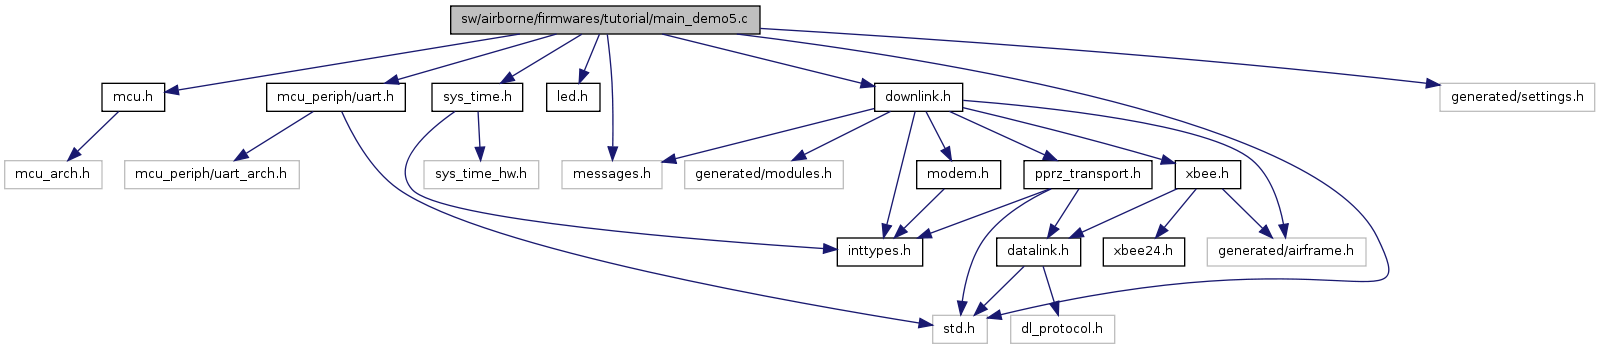 sw/airborne/firmwares/tutorial/main_demo5.c
mcu.h
mcu_periph/uart.h
sys_time.h
led.h
downlink.h
generated/settings.h
mcu_arch.h
mcu_periph/uart_arch.h
sys_time_hw.h
messages.h
generated/modules.h
modem.h
pprz_transport.h
xbee.h
inttypes.h
datalink.h
xbee24.h
generated/airframe.h
std.h
dl_protocol.h